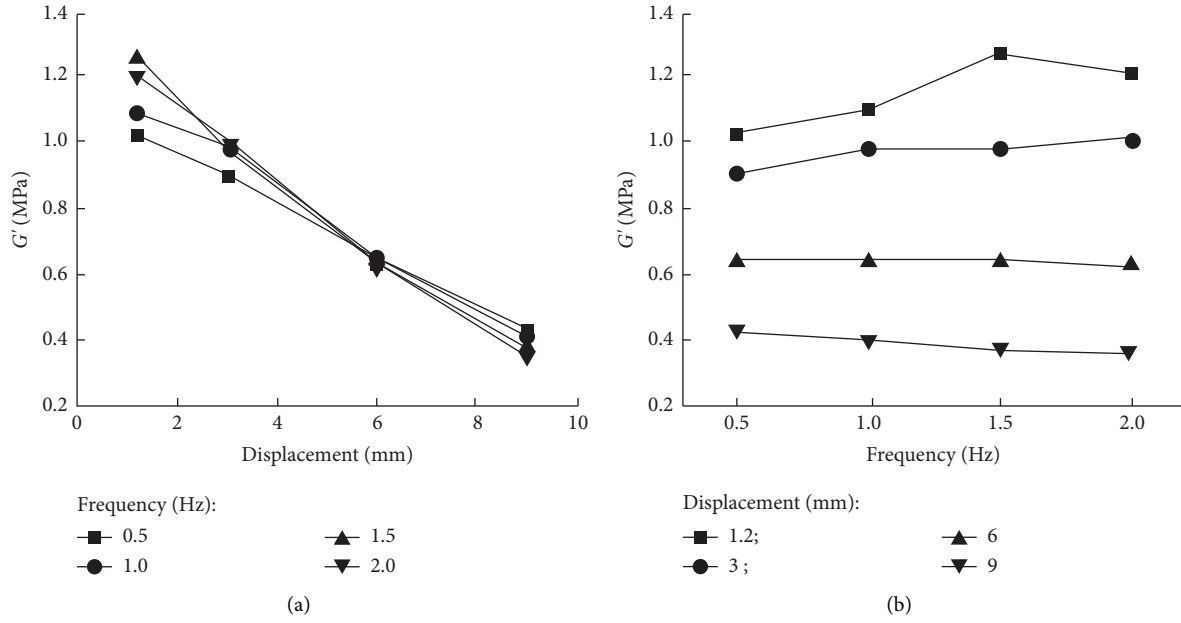 1.4
1.2
1.0
0.8
0.6
0.4
0.2
G′ (MPa)
0 2 4 6 8 10
Displacement (mm)
Frequency (Hz):
0.5 1.5
1.0 2.0
(a)
1.4
1.2
1.0
0.8
0.6
0.4
0.2
G′ (MPa)
0.5 1.0 1.5 2.0
Frequency (Hz)
Displacement (mm):
1.2; 6
3 ; 9
(b)